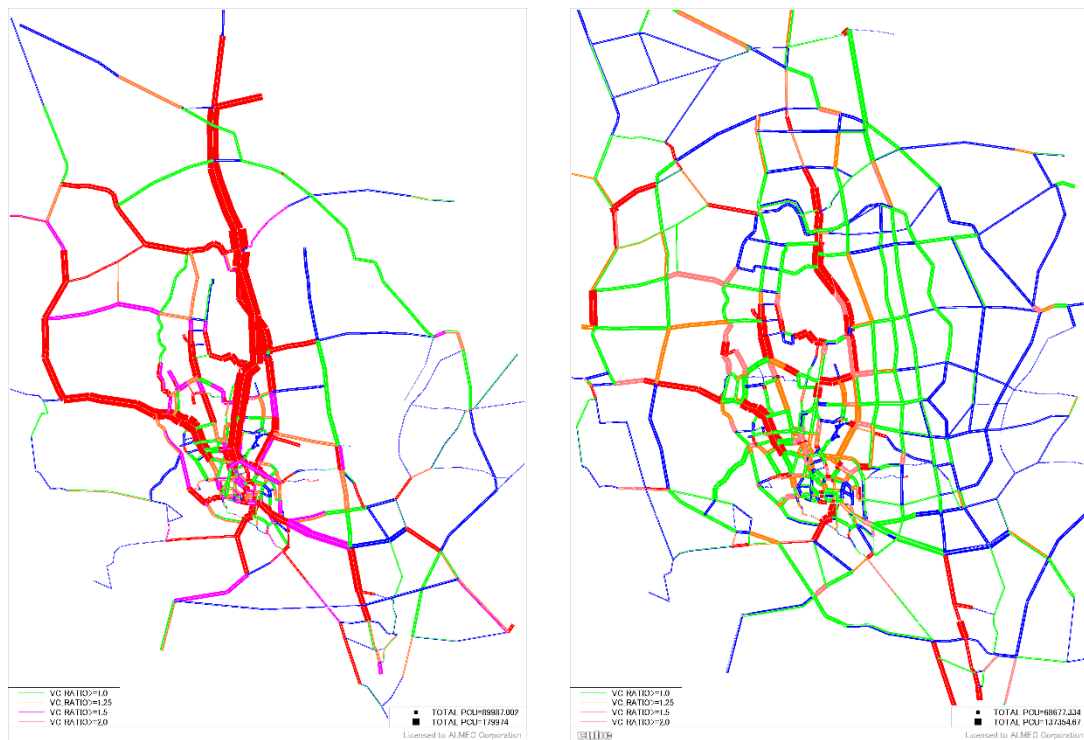 VC RATIO>=1.0
VC RATIO>=1.25
VC RATIO>=1.5
VC RATIO>=2.0
TOTAL PCU=89987.002
TOTAL PCU=179974
Licensed to ALMEC Corporation
VC RATIO>=1.0
VC RATIO>=1.25
VC RATIO>=1.5
VC RATIO>=2.0
TOTAL PCU=68677.334
TOTAL PCU=137354.67
Licensed to ALMEC Corporation